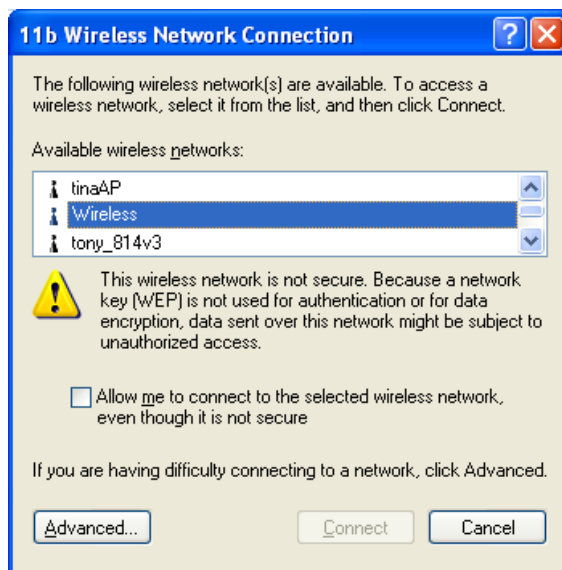 11b Wireless Network Connection
The following wireless network(s) are available. To access a
wireless network, select it from the list, and then click Connect.
Available wireless networks:
tinaAP
Wireless
tony_814v3
This wireless network is not secure. Because a network
key (WEP) is not used for authentication or for data
encryption, data sent over this network might be subject to
unauthorized access.
Allow me to connect to the selected wireless network,
even though it is not secure
If you are having difficulty connecting to a network, click Advanced.
Advanced... Connect Cancel